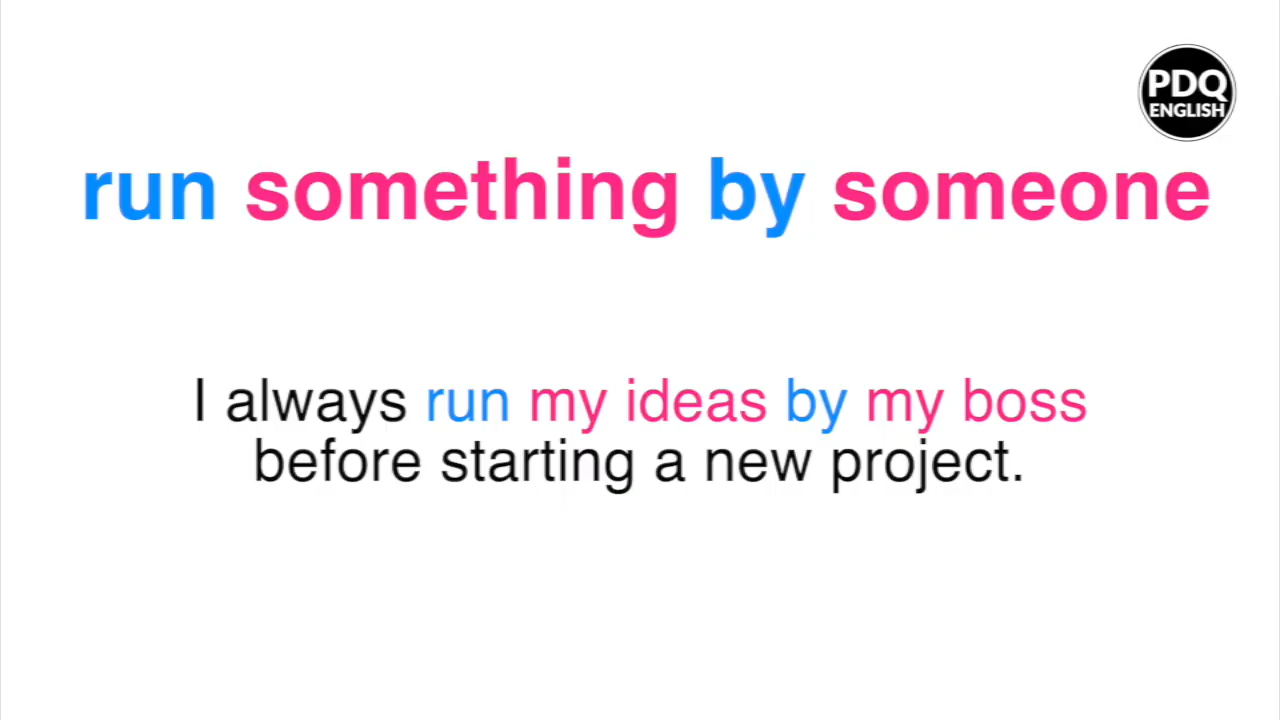 PDQ
ENGLISH
run something by someone
I always run my ideas by my boss
before starting a new project.